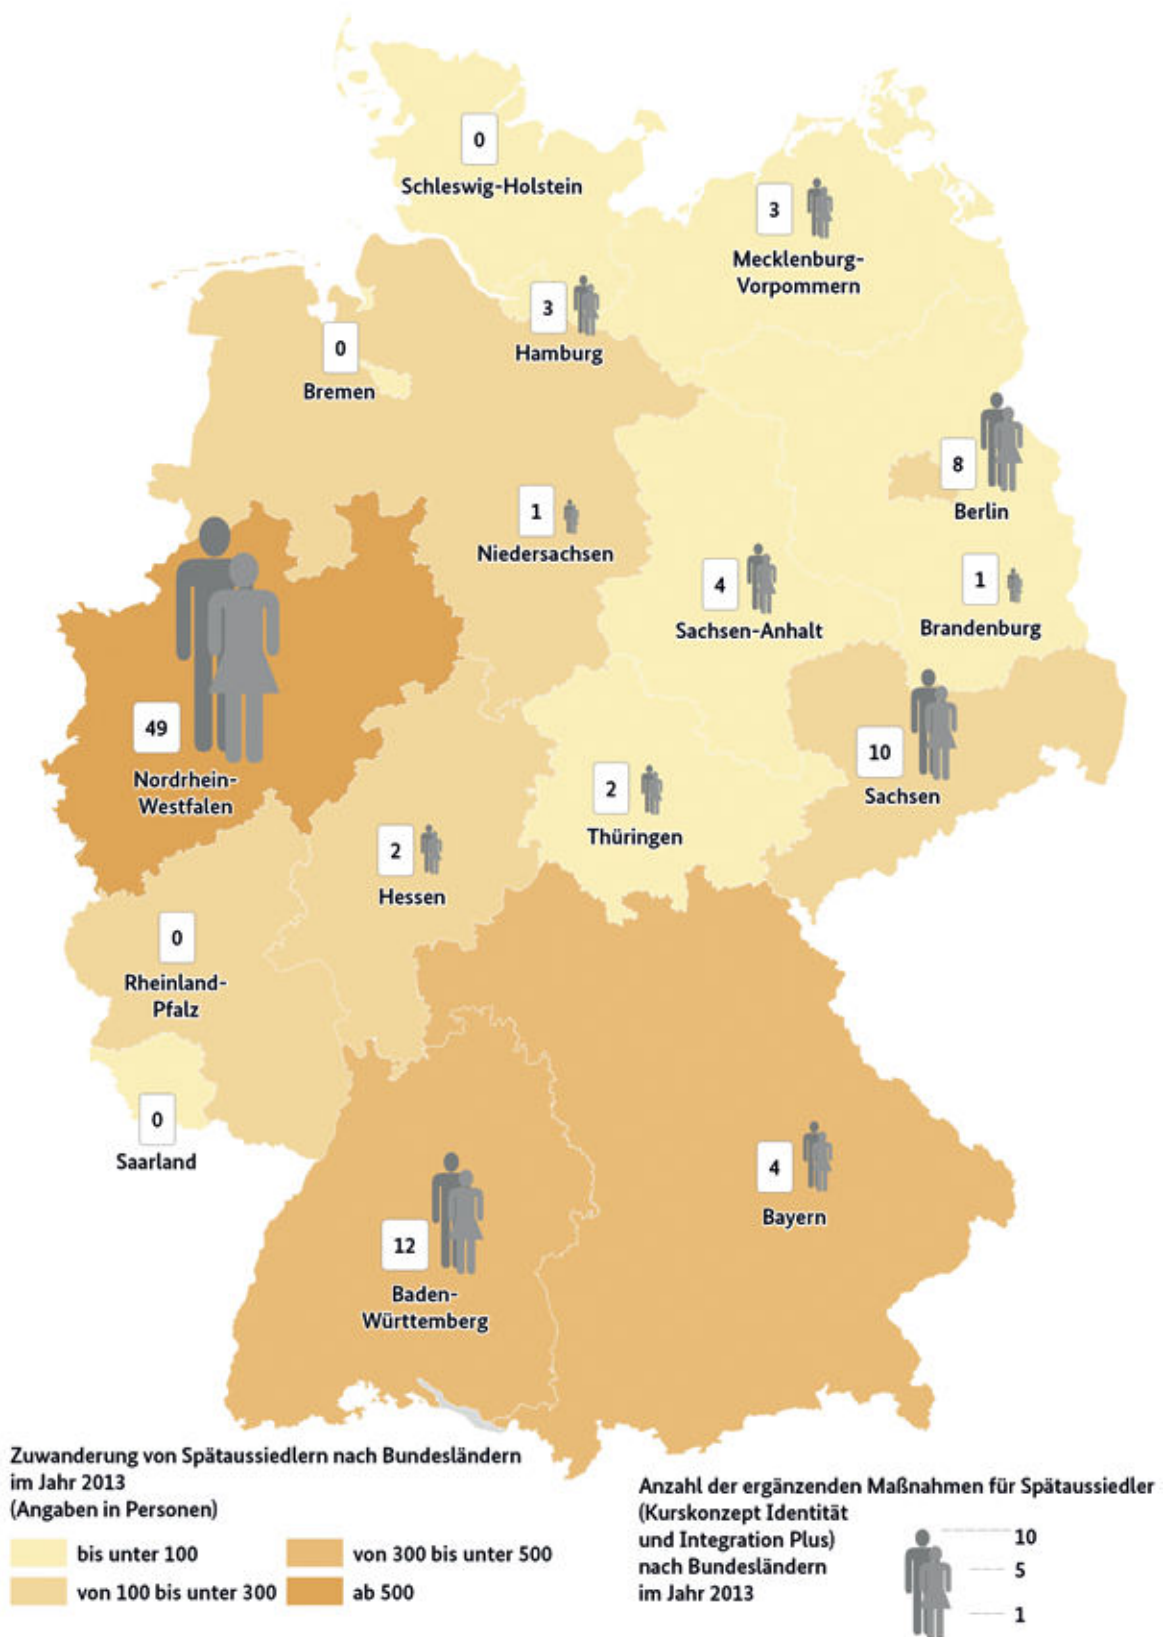 0
Schleswig-Holstein
3
Mecklenburg-
Vorpommern
3
Hamburg
0
Bremen
8
Berlin
1
Niedersachsen
4
Sachsen-Anhalt
1
Brandenburg
49
Nordrhein-
Westfalen
10
Sachsen
2
Thüringen
2
Hessen
0
Rheinland-
Pfalz
0
Saarland
4
Bayern
12
Baden-
Württemberg
Zuwanderung von Spätaussiedlern nach Bundesländern
im Jahr 2013
(Angaben in Personen)
bis unter 100
von 100 bis unter 300
von 300 bis unter 500
ab 500
Anzahl der ergänzenden Maßnahmen für Spätaussiedler
(Kurskonzept Identität
und Integration Plus)
nach Bundesländern
im Jahr 2013
10
5
1